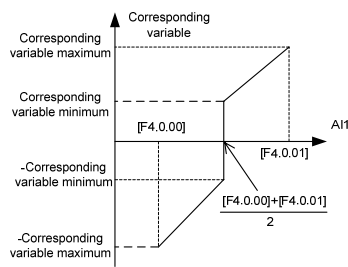 Corresponding
variable
Corresponding
variable maximum
Corresponding
variable minimum
[F4.0.00]
AI1
[F4.0.01]
-Corresponding
variable minimum
[F4.0.00]+[F4.0.01]
2
-Corresponding
variable maximum